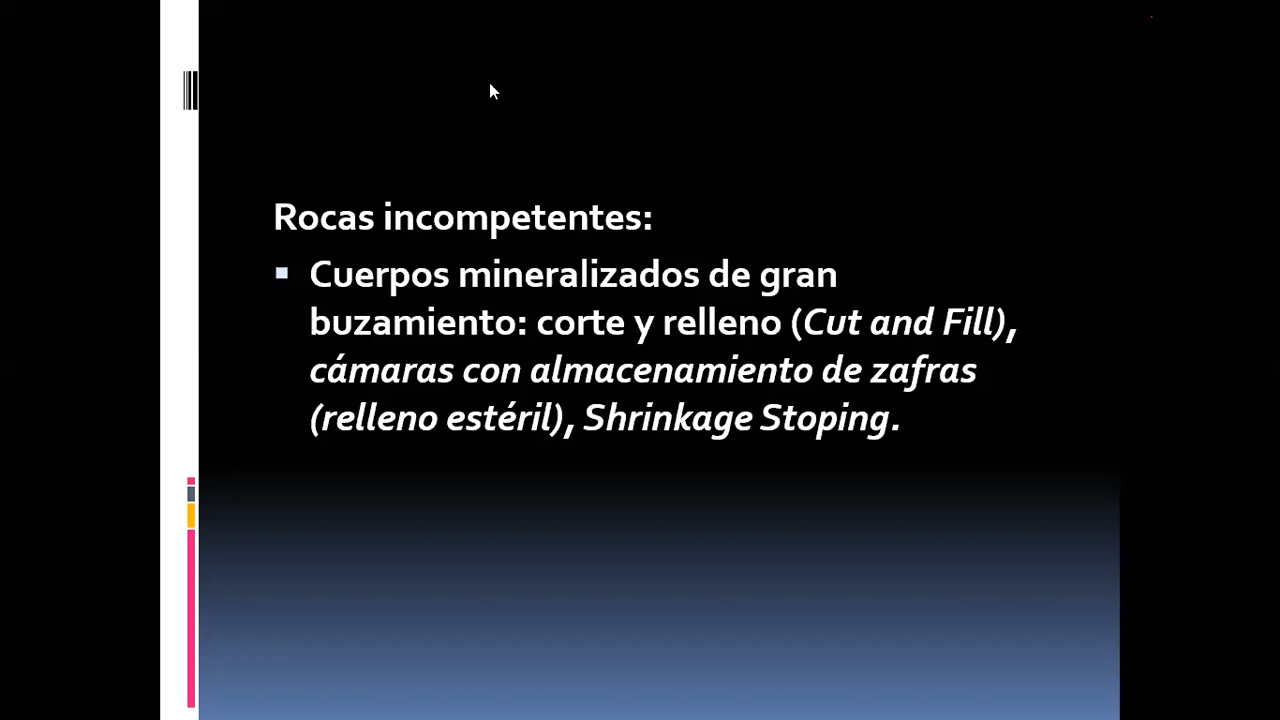 Rocas incompetentes:
Cuerpos mineralizados de gran
buzamiento: corte y relleno (Cut and Fill),
cámaras con almacenamiento de zafras
(relleno estéril), Shrinkage Stoping.